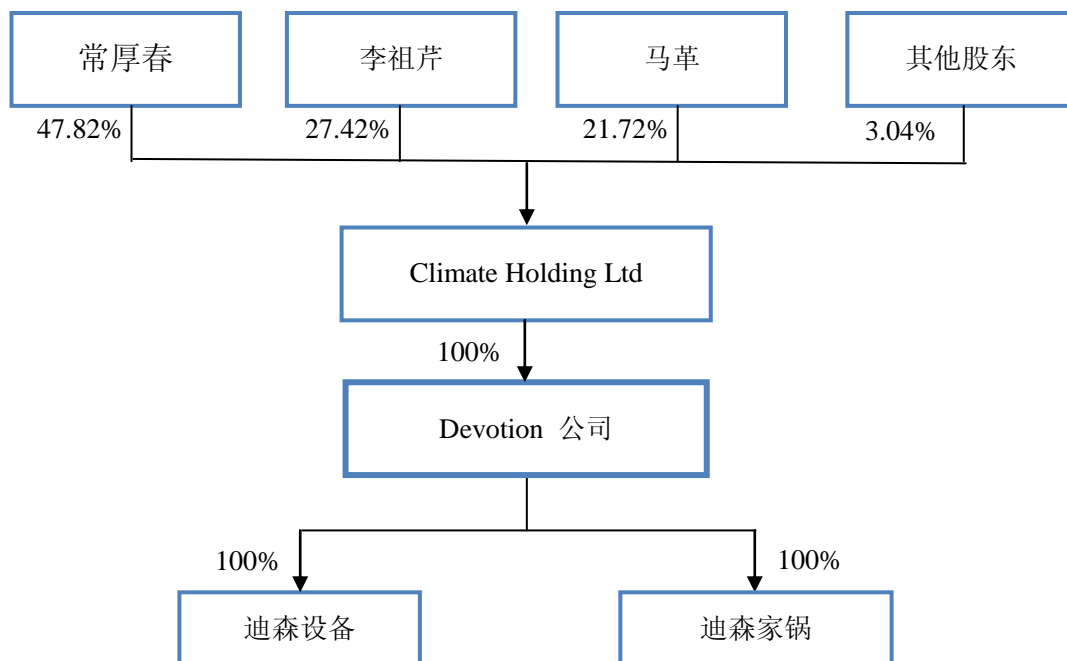 常厚春
李祖芹
马革
其他股东
47.82%
27.42%
21.72%
3.04%
Climate Holding Ltd
100%
Devotion 公司
100%
100%
迪森设备
迪森家锅